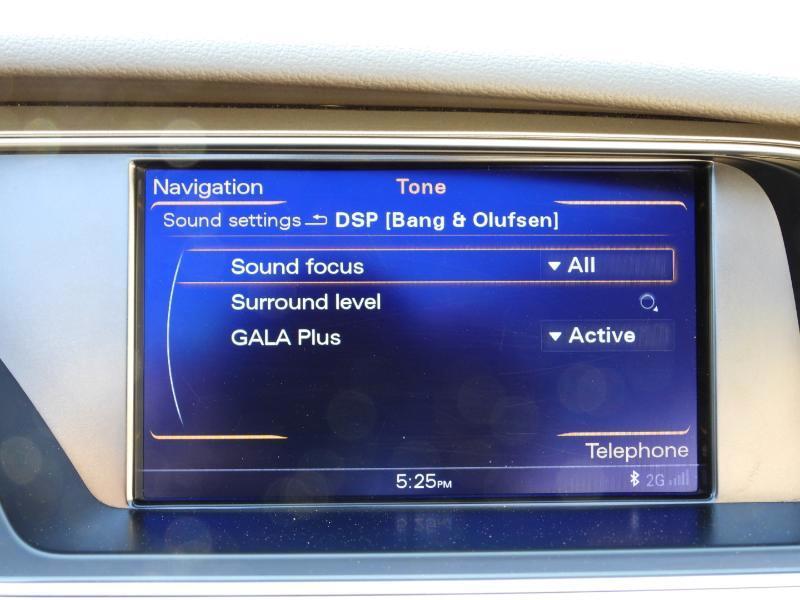 Navigation Tone
Sound settings DSP [Bang & Olufsen]
Sound focus ▼ All
Surround level
GALA Plus ▼ Active
Telephone
5:25PM 2G